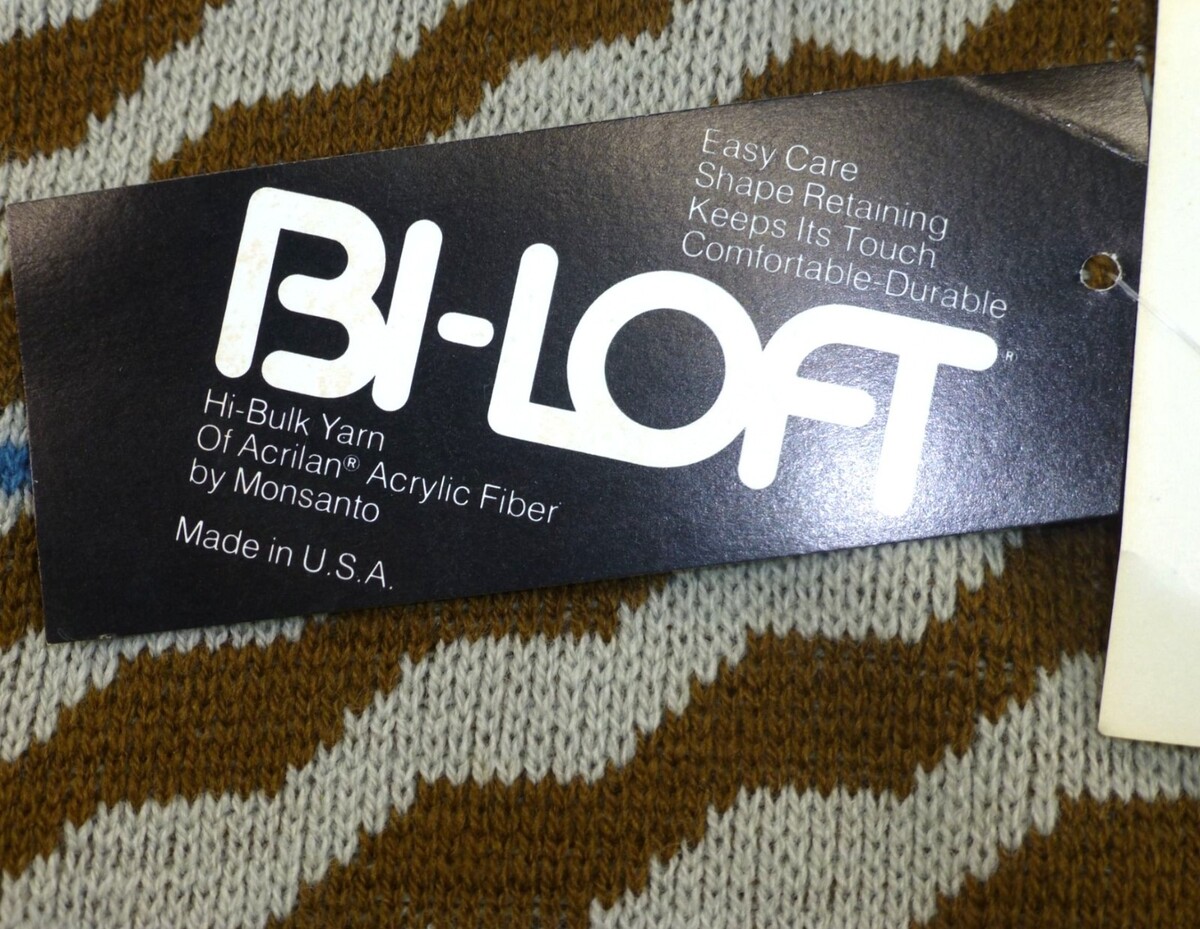 Easy Care
Shape Retaining
Keeps Its Touch
Comfortable-Durable
BI-LOFT®
Hi-Bulk Yarn
Of Acrilan® Acrylic Fiber
by Monsanto
Made in U.S.A.